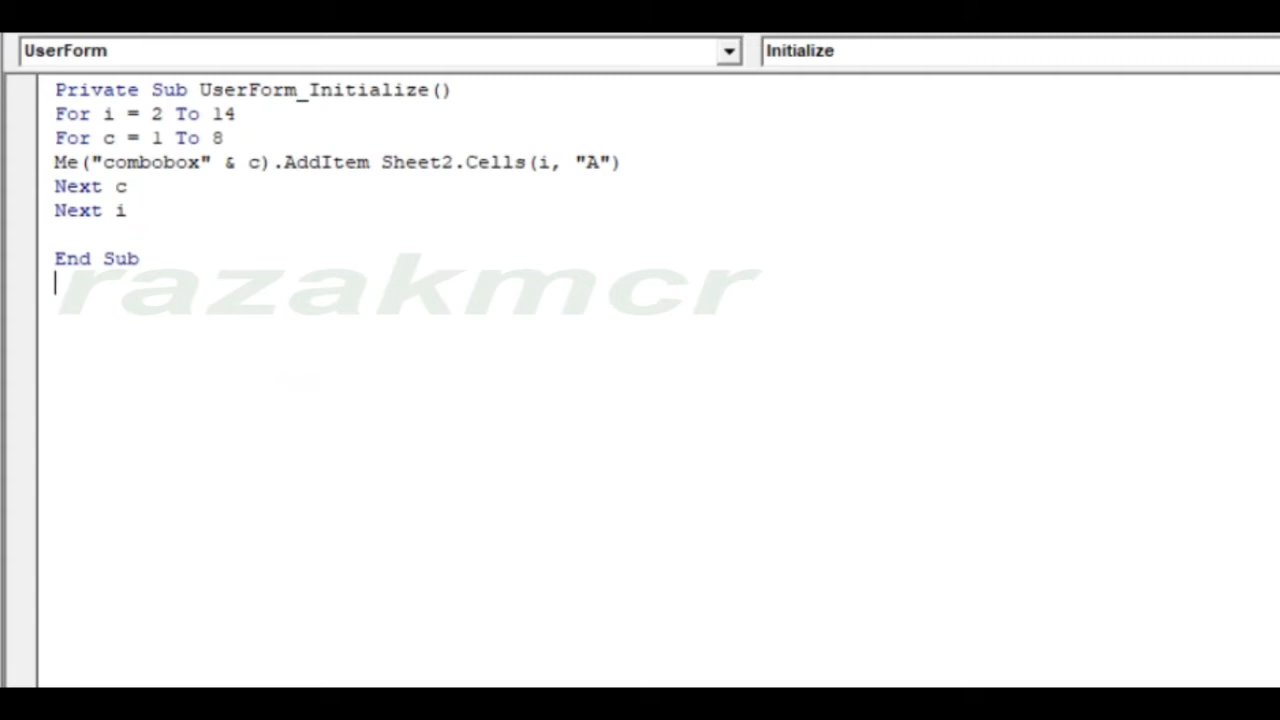 UserForm
Initialize
Private Sub UserForm_Initialize()
For i = 2 To 14
For c = 1 To 8
Me("combobox" & c).AddItem Sheet2.Cells(i, "A")
Next c
Next i
End Sub
razakmcr